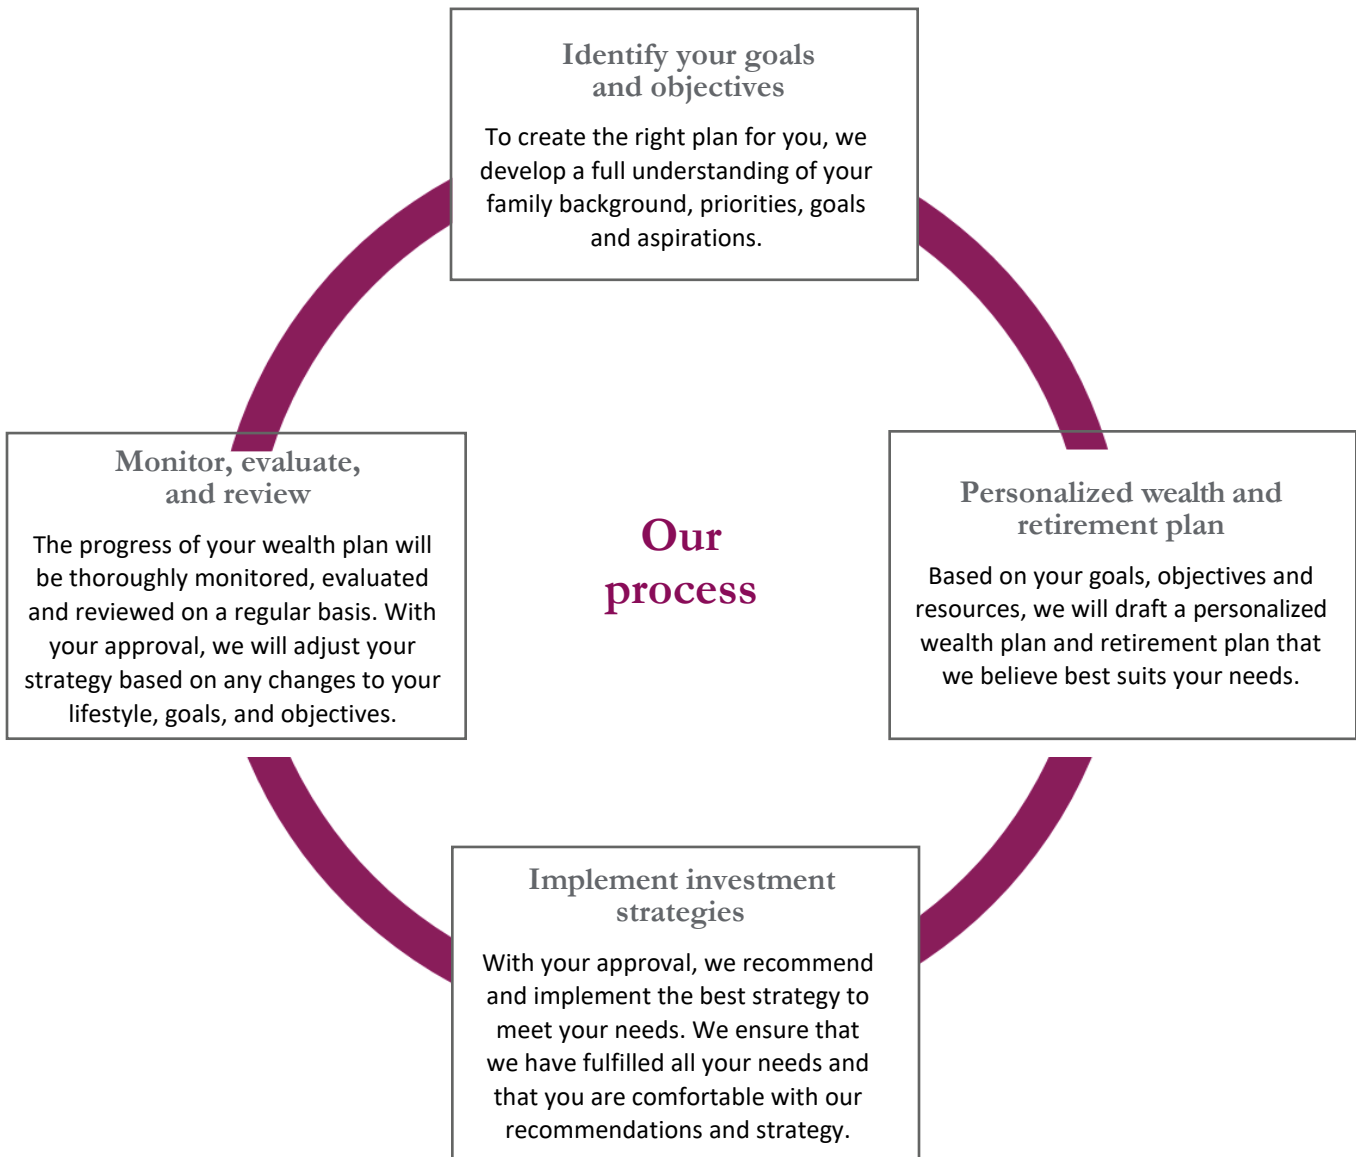 Identify your goals
and objectives
To create the right plan for you, we
develop a full understanding of your
family background, priorities, goals
and aspirations.
Monitor, evaluate,
and review
The progress of your wealth plan will
be thoroughly monitored, evaluated
and reviewed on a regular basis. With
your approval, we will adjust your
strategy based on any changes to your
lifestyle, goals, and objectives.
Our
process
Personalized wealth and
retirement plan
Based on your goals, objectives and
resources, we will draft a personalized
wealth plan and retirement plan that
we believe best suits your needs.
Implement investment
strategies
With your approval, we recommend
and implement the best strategy to
meet your needs. We ensure that
we have fulfilled all your needs and
that you are comfortable with our
recommendations and strategy.